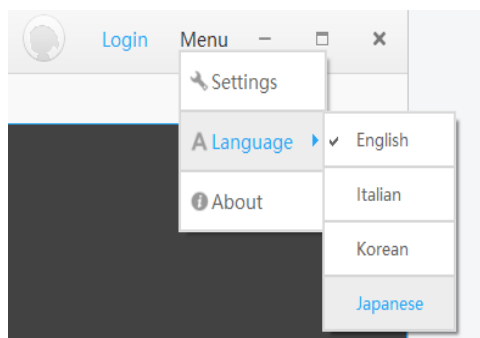 Login Menu
Settings
A Language
English
About
Italian
Korean
Japanese